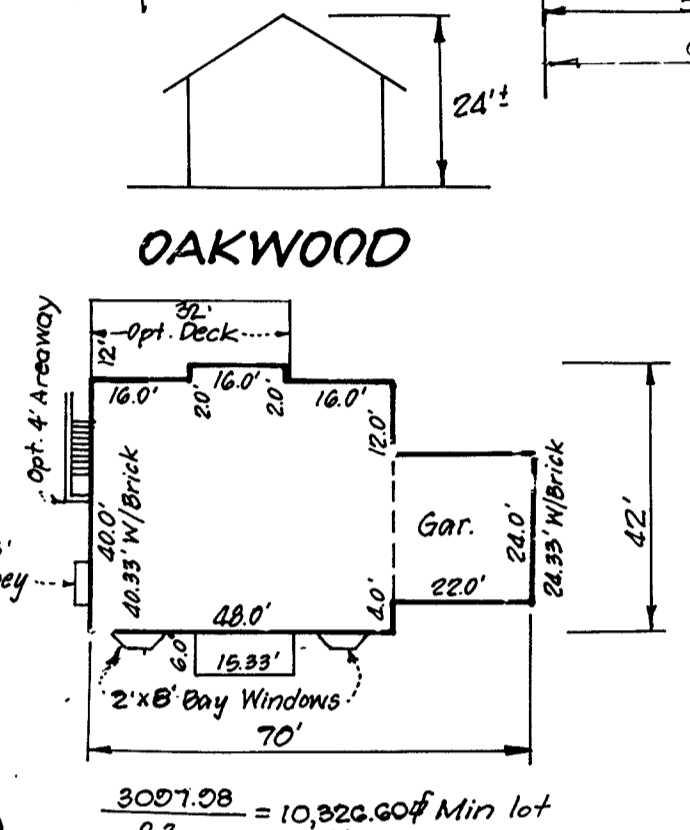 24'±
OAKWOOD
32'
Opt. Deck
12'
Opt. 4' Areaway
16.0'
2.0'
16.0'
2.0'
16.0'
12.0'
40.0'
40.33' W/Brick
Gar.
24.0'
24.33' W/Brick
42'
22.0'
4.0'
48.0'
6.0'
15.33'
2'x8' Bay Windows
70'
3097.98 = 10,326.60 Min lot